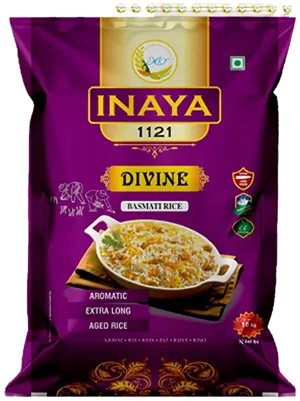 INAYA
1121
DIVINE
BASMATI RICE
AROMATIC
EXTRA LONG
AGED RICE
10 kg